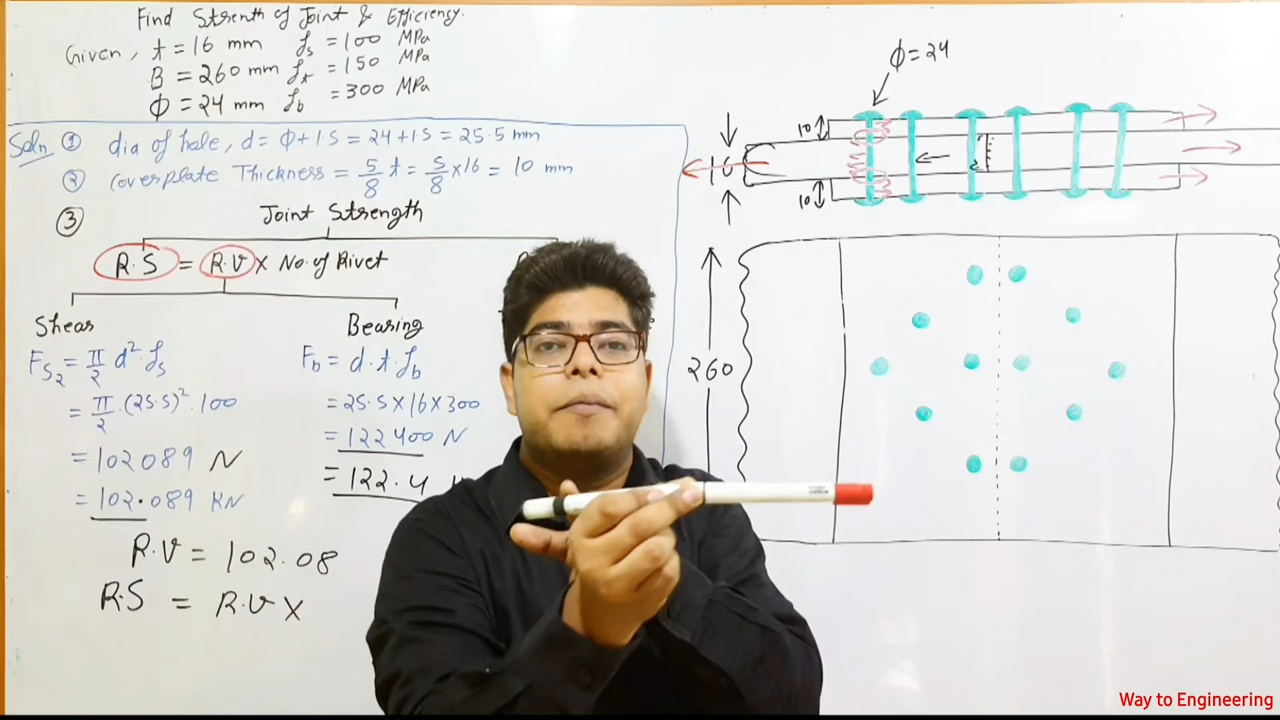 Find Strenth of Joint & Efficiency.
Given, t = 16 mm fs = 100 MPa
B = 260 mm ft = 150 MPa
Φ = 24 mm fb = 300 MPa
Soln ① dia of hole, d = Φ + 1.5 = 24 + 1.5 = 25.5 mm
② Coverplate Thickness = 5/8 t = 5/8 × 16 = 10 mm
③ Joint Strength
R.S = R.V × No. of Rivet
Shear
Fs2 = π/2 d² fs
= π/2 · (25.5)² · 100
= 102089 N
= 102.089 KN
Bearing
Fb = d · t fb
= 25.5 × 16 × 300
= 122400 N
= 122.4
R.V = 102.08
R.S = R.V ×
Φ = 24
10
16
10
260
Way to Engineering